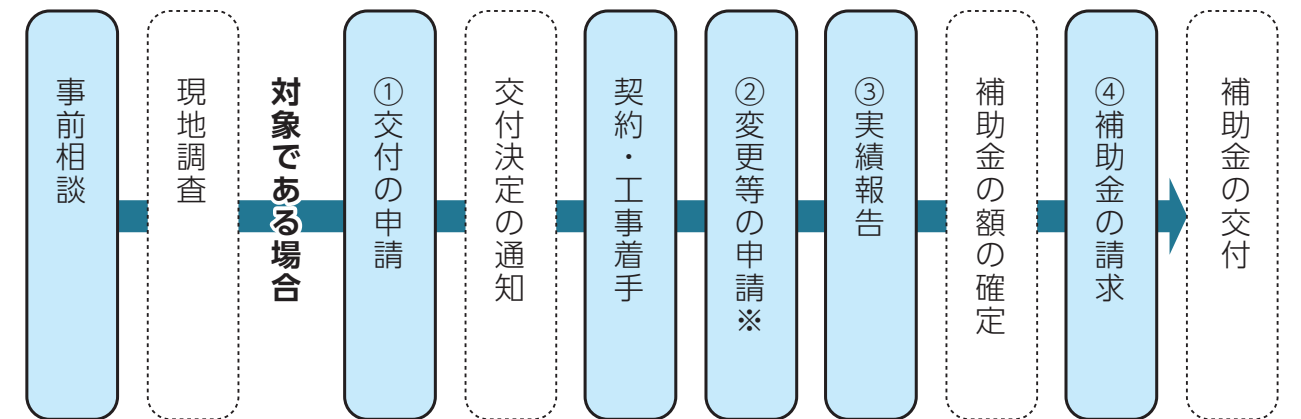 事前相談
現地調査
対象である場合
①交付の申請
交付決定の通知
契約・工事着手
②変更等の申請※
③実績報告
補助金の額の確定
④補助金の請求
補助金の交付